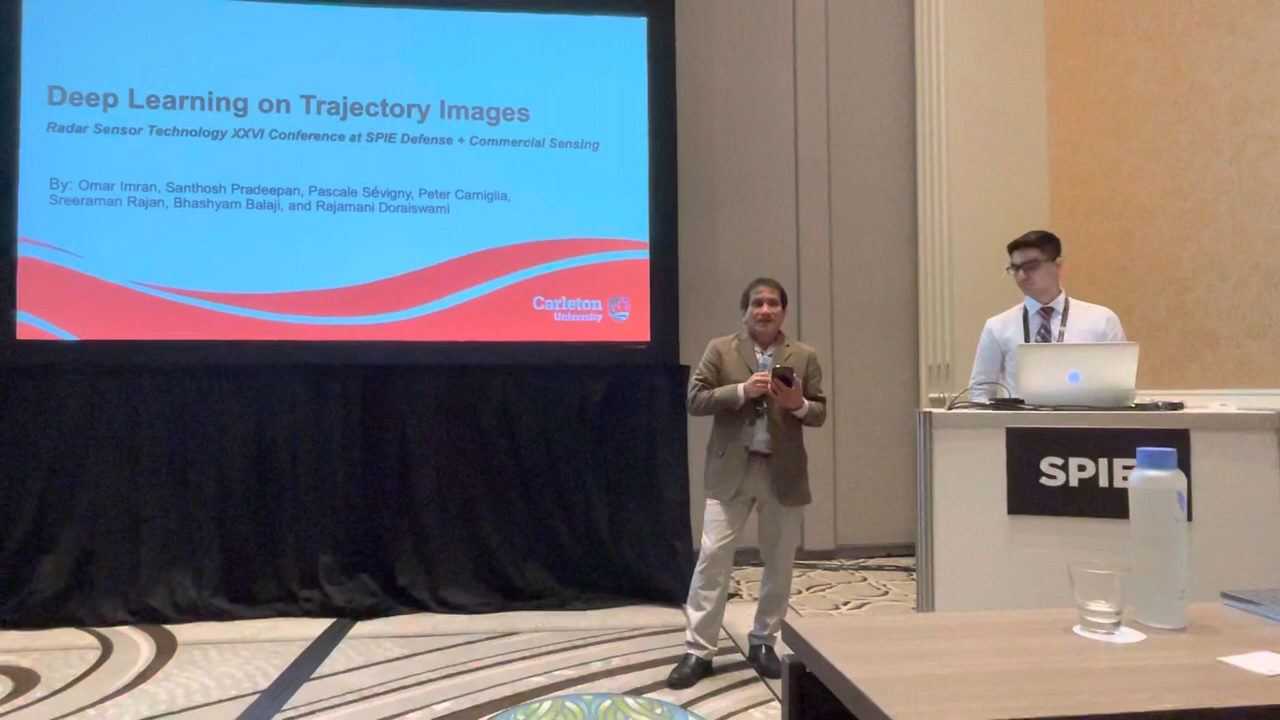 Deep Learning on Trajectory Images
Radar Sensor Technology XXVI Conference at SPIE Defense + Commercial Sensing
By: Omar Imran, Santhosh Pradeepan, Pascale Sévigny, Peter Carniglia,
Sreeraman Rajan, Bhashyam Balaji, and Rajamani Doraiswami
Carleton
University
SPIE